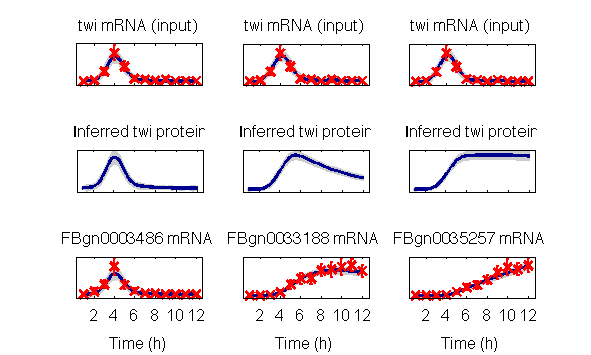 twi mRNA (input) twi mRNA (input) twi mRNA (input)
Inferred twi protein Inferred twi protein Inferred twi protein
FBgn0003486 mRNA FBgn0033188 mRNA FBgn0035257 mRNA
2 4 6 8 10 12 2 4 6 8 10 12 2 4 6 8 10 12
Time (h) Time (h) Time (h)